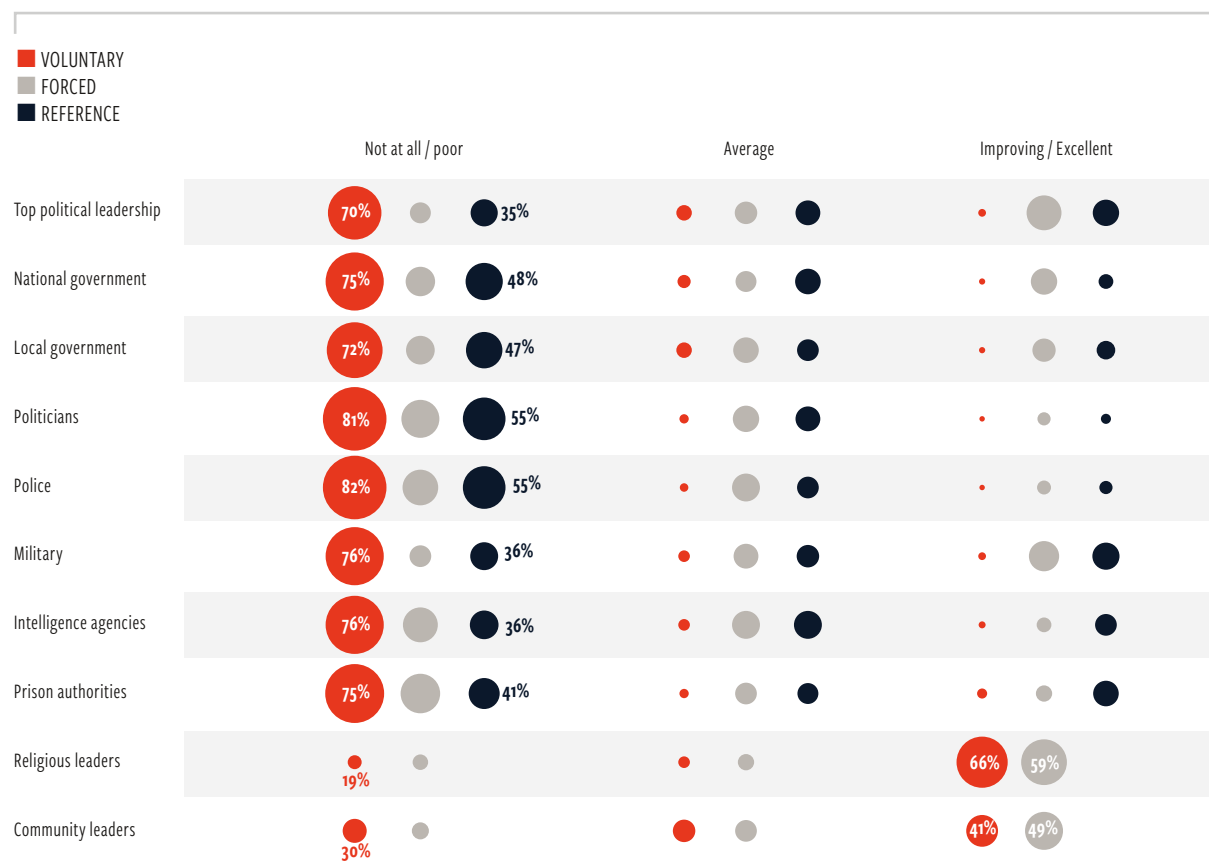 VOLUNTARY
FORCED
REFERENCE
Not at all / poor Average Improving / Excellent
Top political leadership 70% 35%
National government 75% 48%
Local government 72% 47%
Politicians 81% 55%
Police 82% 55%
Military 76% 36%
Intelligence agencies 76% 36%
Prison authorities 75% 41%
Religious leaders 19% 66% 59%
Community leaders 30% 41% 49%